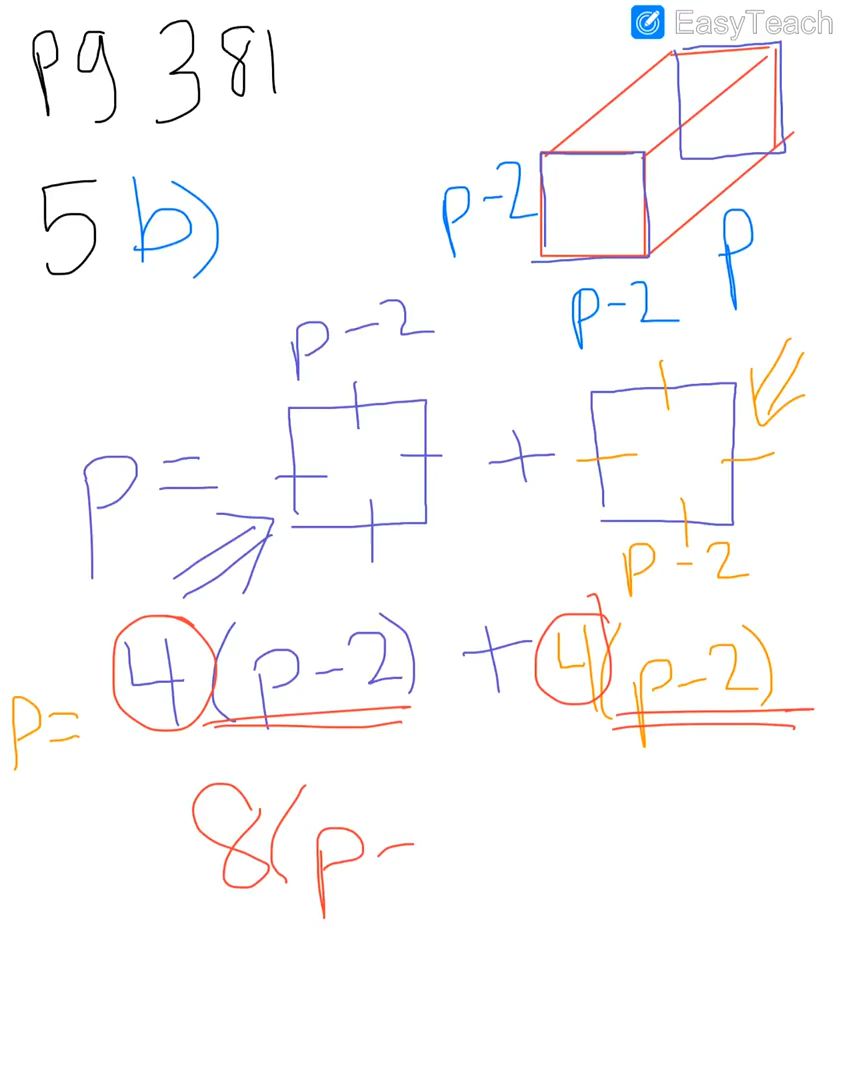 EasyTeach
pg 381
5 b)
p-2
p
p-2
p-2
p= +
p-2
p= 4(p-2) + 4(p-2)
8(p-